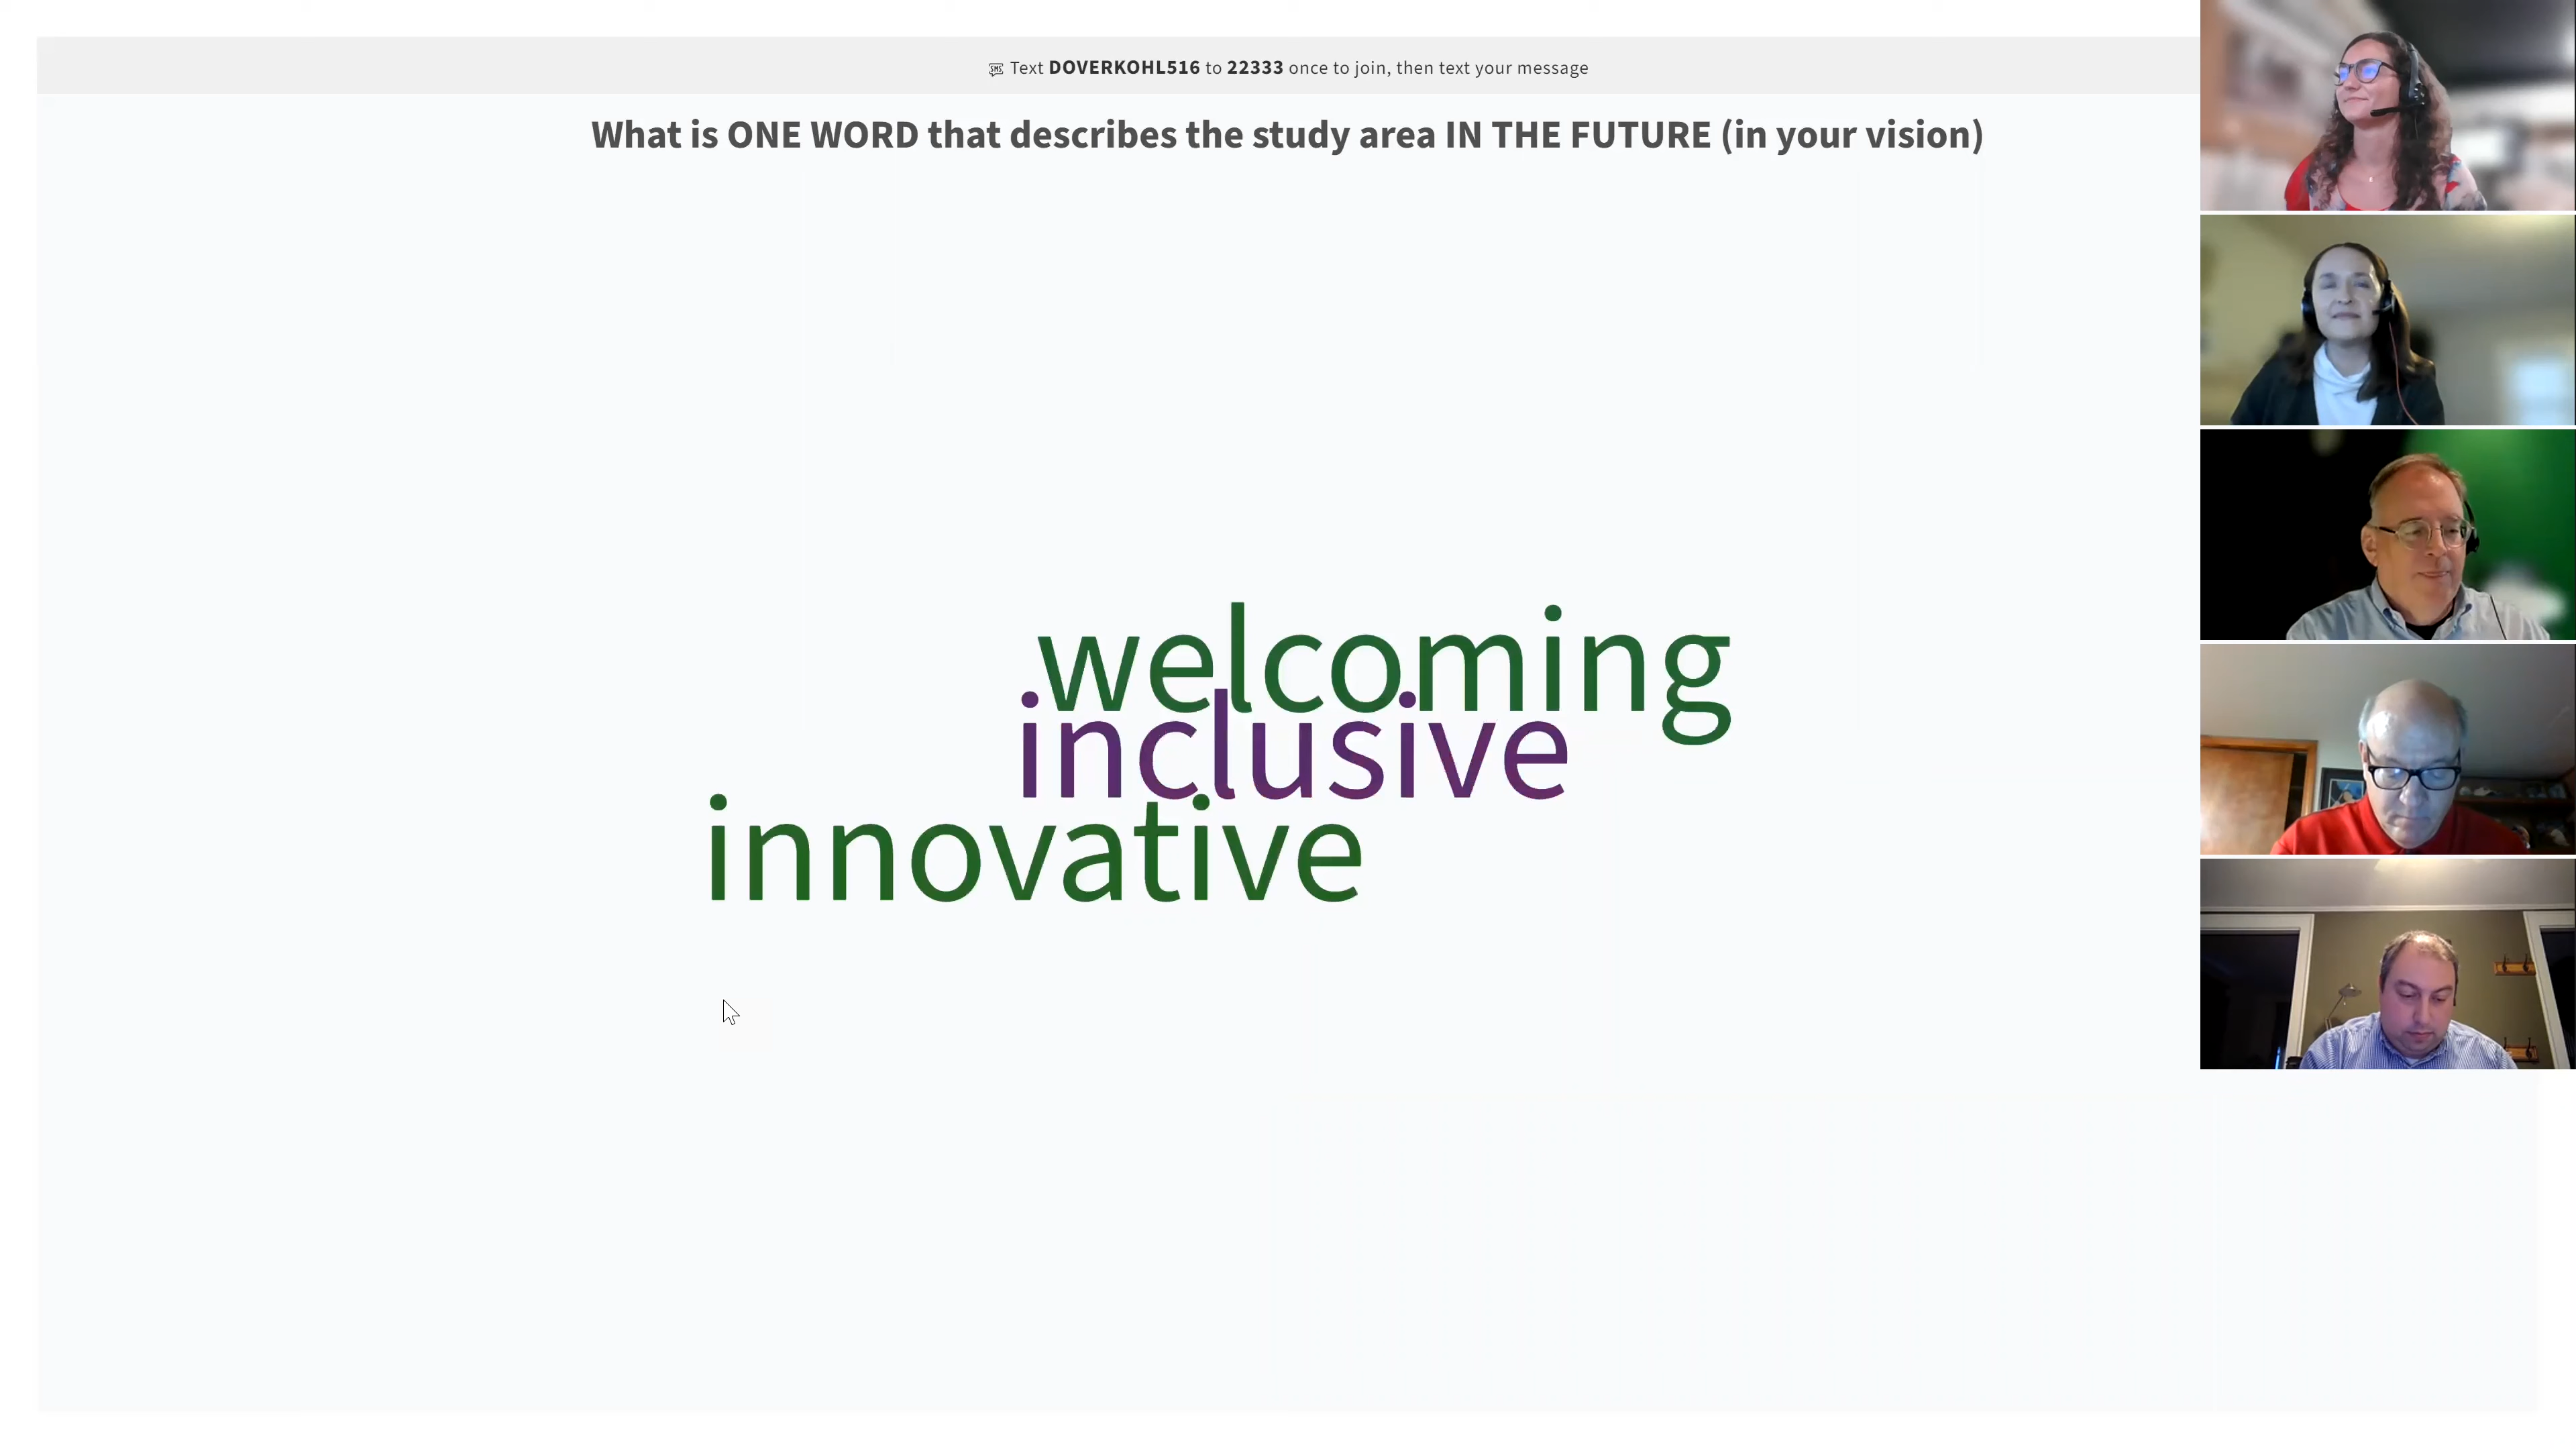 Text DOVERKOHL516 to 22333 once to join, then text your message
What is ONE WORD that describes the study area IN THE FUTURE (in your vision)
welcoming
inclusive
innovative